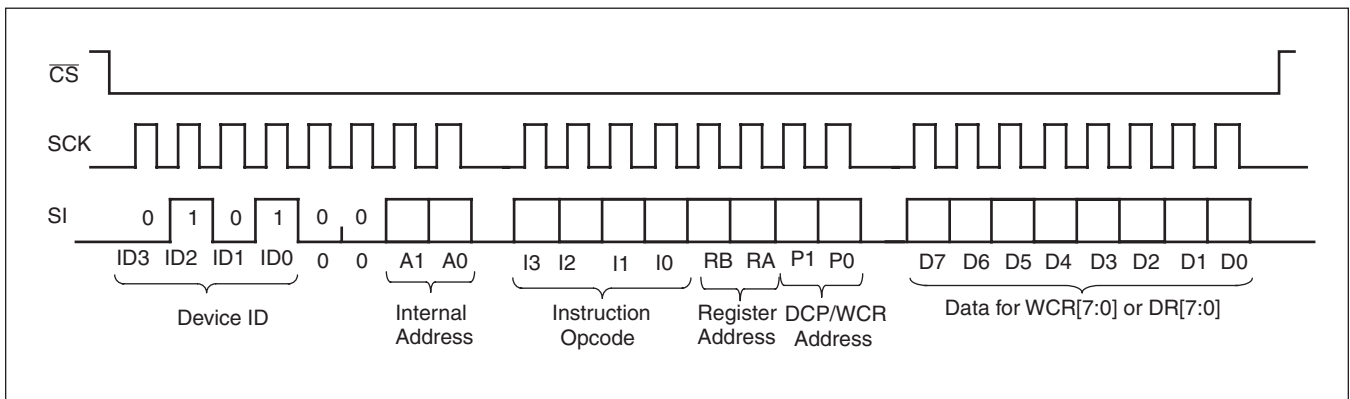 CS
SCK
SI
0 1 0 1 0 0
ID3 ID2 ID1 ID0 0 0 A1 A0 I3 I2 I1 I0 RB RA P1 P0 D7 D6 D5 D4 D3 D2 D1 D0
Device ID
Internal
Address
Instruction
Opcode
Register
Address
DCP/WCR
Address
Data for WCR[7:0] or DR[7:0]